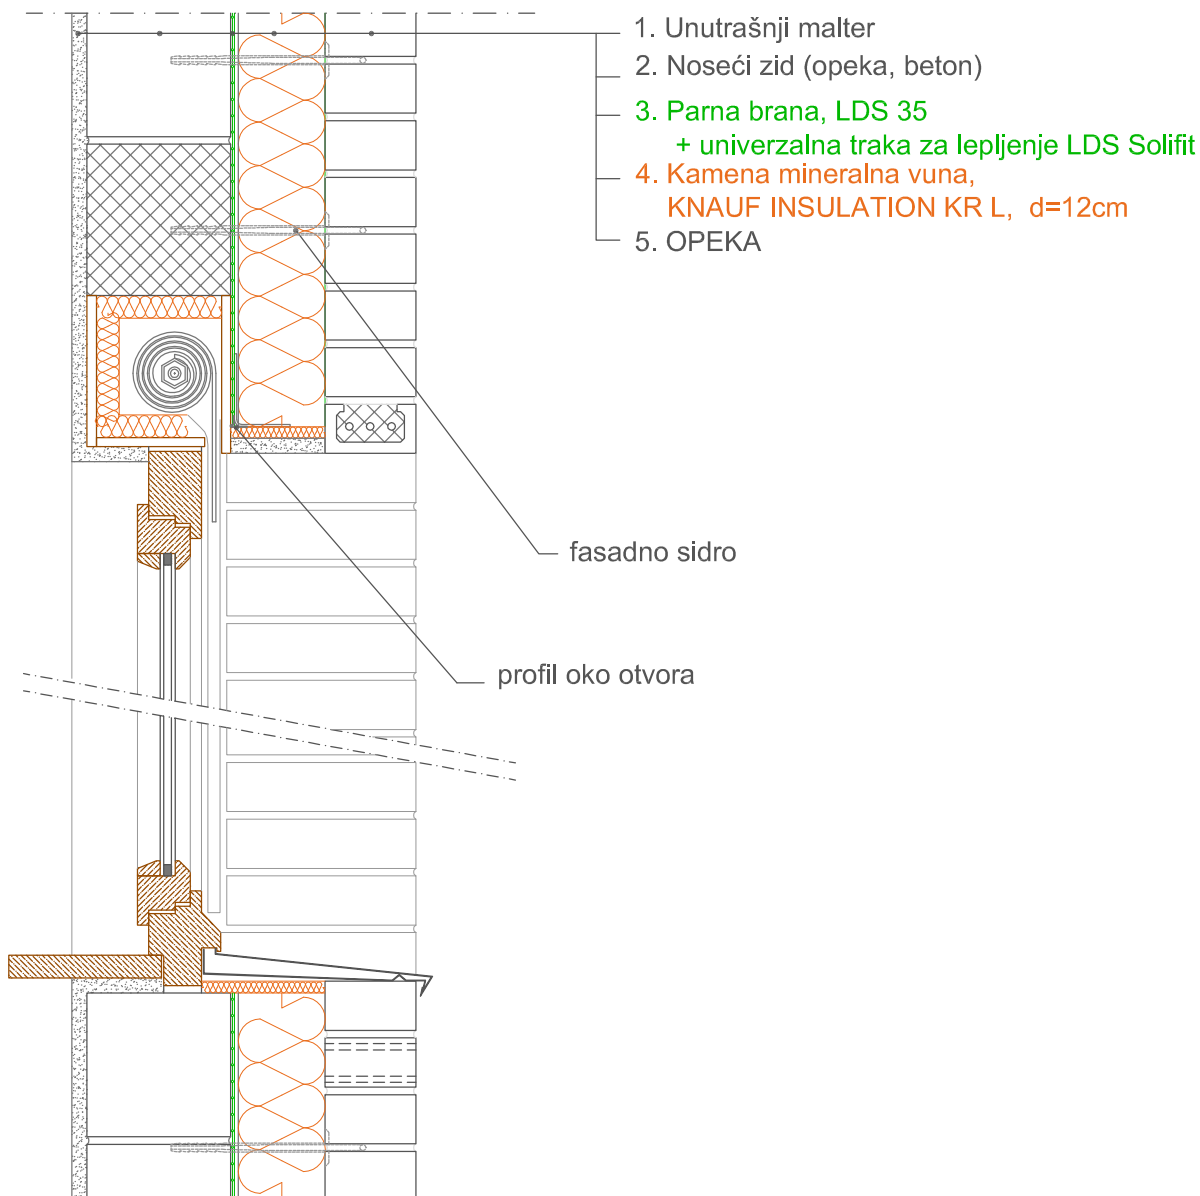 1. Unutrašnji malter
2. Noseći zid (opeka, beton)
3. Parna brana, LDS 35
+ univerzalna traka za lepljenje LDS Solifit
4. Kamena mineralna vuna,
KNAUF INSULATION KR L, d=12cm
5. OPEKA
fasadno sidro
profil oko otvora